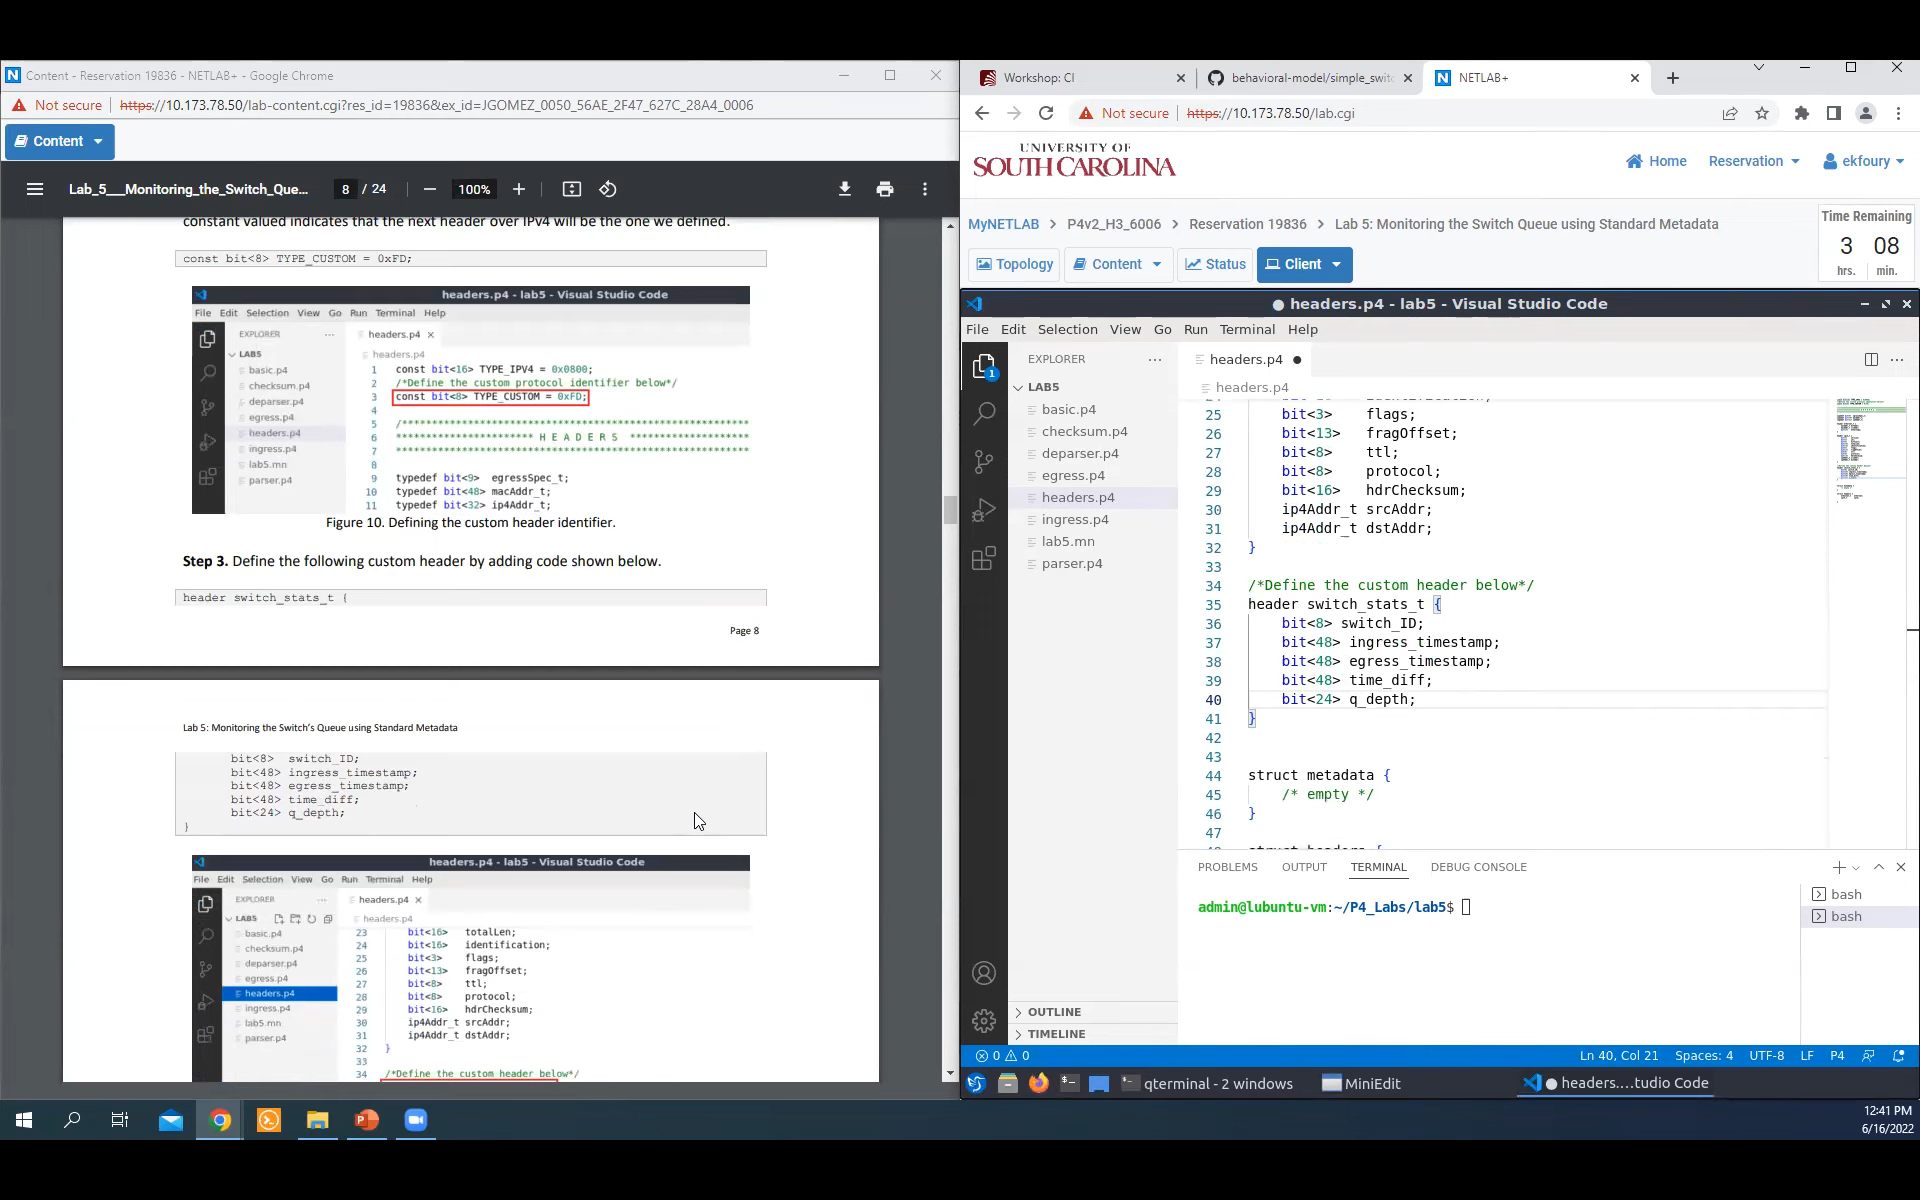 Content - Reservation 19836 - NETLAB+ - Google Chrome
Not secure https://10.173.78.50/lab-content.cgi?res_id=19836&ex_id=JGOMEZ_0050_56AE_2F47_627C_28A4_0006
Content
Lab_5__Monitoring_the_Switch_Que... 8 / 24 100%
constant valued indicates that the next header over IPv4 will be the one we defined.
const bit<8> TYPE_CUSTOM = 0xFD;
headers.p4 - lab5 - Visual Studio Code
File Edit Selection View Go Run Terminal Help
EXPLORER ... headers.p4
LAB5 headers.p4
basic.p4
checksum.p4
deparser.p4
egress.p4
headers.p4
ingress.p4
lab5.mn
parser.p4
1 const bit<16> TYPE_IPV4 = 0x0800;
2 /*Define the custom protocol identifier below*/
3 const bit<8> TYPE_CUSTOM = 0xFD;
4
5
6 H E A D E R S
7
8
9 typedef bit<9> egressSpec_t;
10 typedef bit<48> macAddr_t;
11 typedef bit<32> ip4Addr_t;
Figure 10. Defining the custom header identifier.
Step 3. Define the following custom header by adding code shown below.
header switch_stats_t {
Page 8
Lab 5: Monitoring the Switch's Queue using Standard Metadata
bit<8> switch_ID;
bit<48> ingress_timestamp;
bit<48> egress_timestamp;
bit<48> time_diff;
bit<24> q_depth;
}
headers.p4 - lab5 - Visual Studio Code
File Edit Selection View Go Run Terminal Help
EXPLORER ... headers.p4
LAB5 headers.p4
basic.p4
checksum.p4
deparser.p4
egress.p4
headers.p4
ingress.p4
lab5.mn
parser.p4
23 bit<16> totalLen;
24 bit<16> identification;
25 bit<3> flags;
26 bit<13> fragOffset;
27 bit<8> ttl;
28 bit<8> protocol;
29 bit<16> hdrChecksum;
30 ip4Addr_t srcAddr;
31 ip4Addr_t dstAddr;
32 }
33
34 /*Define the custom header below*/
Workshop: CI
behavioral-model/simple_swit
NETLAB+
Not secure https://10.173.78.50/lab.cgi
UNIVERSITY OF
SOUTH CAROLINA
Home Reservation ekfoury
MyNETLAB > P4v2_H3_6006 > Reservation 19836 > Lab 5: Monitoring the Switch Queue using Standard Metadata
Time Remaining
3 08
hrs. min.
Topology Content Status Client
● headers.p4 - lab5 - Visual Studio Code
File Edit Selection View Go Run Terminal Help
EXPLORER ... headers.p4 ●
headers.p4
1
LAB5
basic.p4
checksum.p4
deparser.p4
egress.p4
headers.p4
ingress.p4
lab5.mn
parser.p4
25 bit<3> flags;
26 bit<13> fragOffset;
27 bit<8> ttl;
28 bit<8> protocol;
29 bit<16> hdrChecksum;
30 ip4Addr_t srcAddr;
31 ip4Addr_t dstAddr;
32 }
33
34 /*Define the custom header below*/
35 header switch_stats_t {
36 bit<8> switch_ID;
37 bit<48> ingress_timestamp;
38 bit<48> egress_timestamp;
39 bit<48> time_diff;
40 bit<24> q_depth;
41 }
42
43
44 struct metadata {
45 /* empty */
46 }
47
PROBLEMS OUTPUT TERMINAL DEBUG CONSOLE
admin@lubuntu-vm:~/P4_Labs/lab5$
bash
bash
OUTLINE
TIMELINE
0 0 Ln 40, Col 21 Spaces: 4 UTF-8 LF P4
qterminal - 2 windows MiniEdit ● headers....tudio Code
12:41 PM
6/16/2022